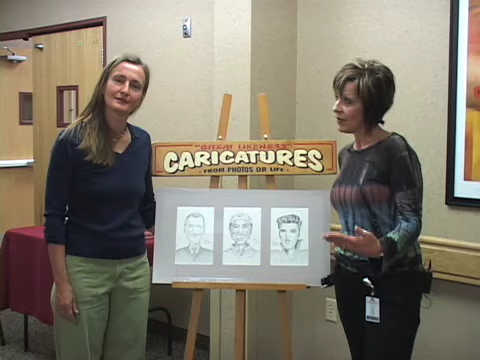 "GREAT LIKENESS"
CARICATURES
-FROM PHOTOS OR LIFE-